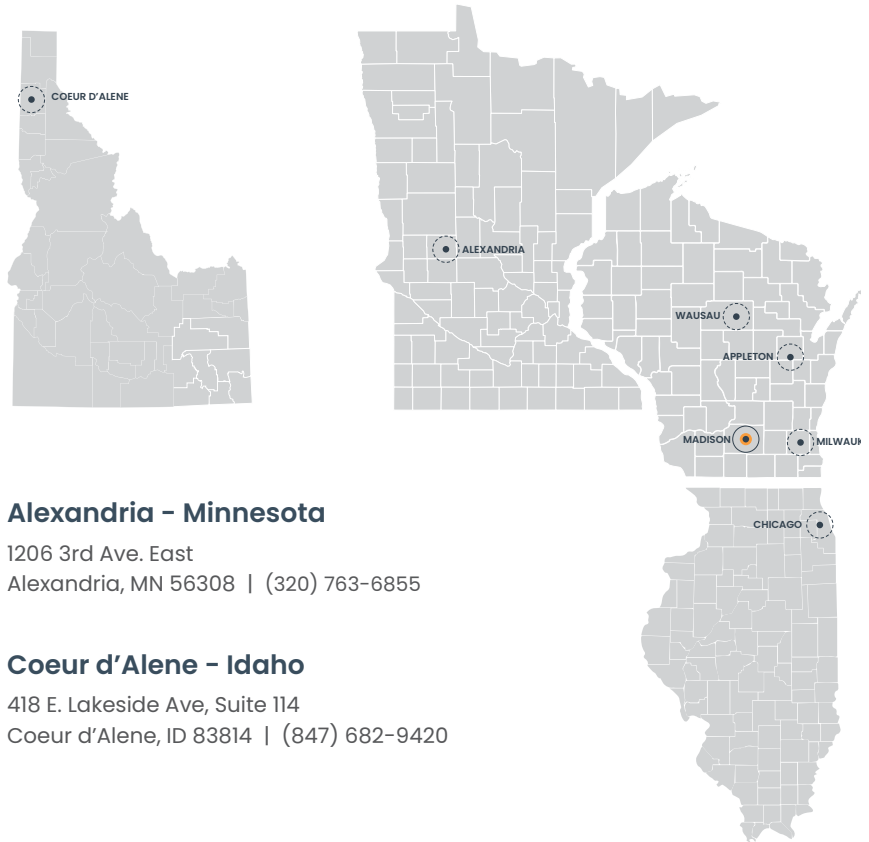 COEUR D'ALENE
ALEXANDRIA
WAUSAU
APPLETON
MADISON
MILWAUK
CHICAGO
Alexandria - Minnesota
1206 3rd Ave. East
Alexandria, MN 56308 | (320) 763-6855
Coeur d'Alene - Idaho
418 E. Lakeside Ave, Suite 114
Coeur d'Alene, ID 83814 | (847) 682-9420